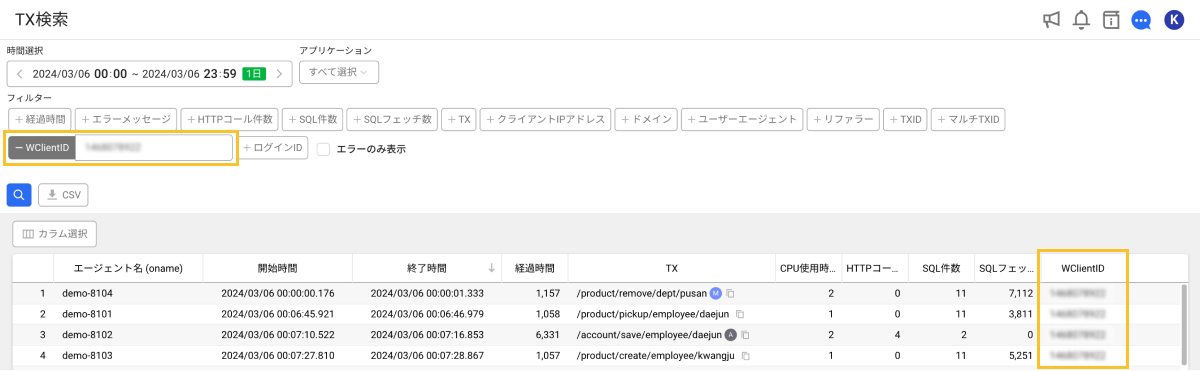 TX検索
K
時間選択
アプリケーション
2024/03/06 00:00 ~ 2024/03/06 23:59 1日
すべて選択
フィルター
+ 経過時間 + エラーメッセージ + HTTPコール件数 + SQL件数 + SQLフェッチ数 + TX + クライアントIPアドレス + ドメイン + ユーザーエージェント + リファラー + TXID + マルチTXID
− WClientID + ログインID エラーのみ表示
CSV
カラム選択
エージェント名 (oname) 開始時間 終了時間 ↓ 経過時間 TX CPU使用時... HTTPコー... SQL件数 SQLフェッ... WClientID
1 demo-8104 2024/03/06 00:00:00.176 2024/03/06 00:00:01.333 1,157 /product/remove/dept/pusan M 2 0 11 7,112
2 demo-8101 2024/03/06 00:06:45.921 2024/03/06 00:06:46.979 1,058 /product/pickup/employee/daejun 1 0 11 3,811
3 demo-8102 2024/03/06 00:07:10.522 2024/03/06 00:07:16.853 6,331 /account/save/employee/daejun A 2 4 2 0
4 demo-8103 2024/03/06 00:07:27.810 2024/03/06 00:07:28.867 1,057 /product/create/employee/kwangju 1 0 11 5,251